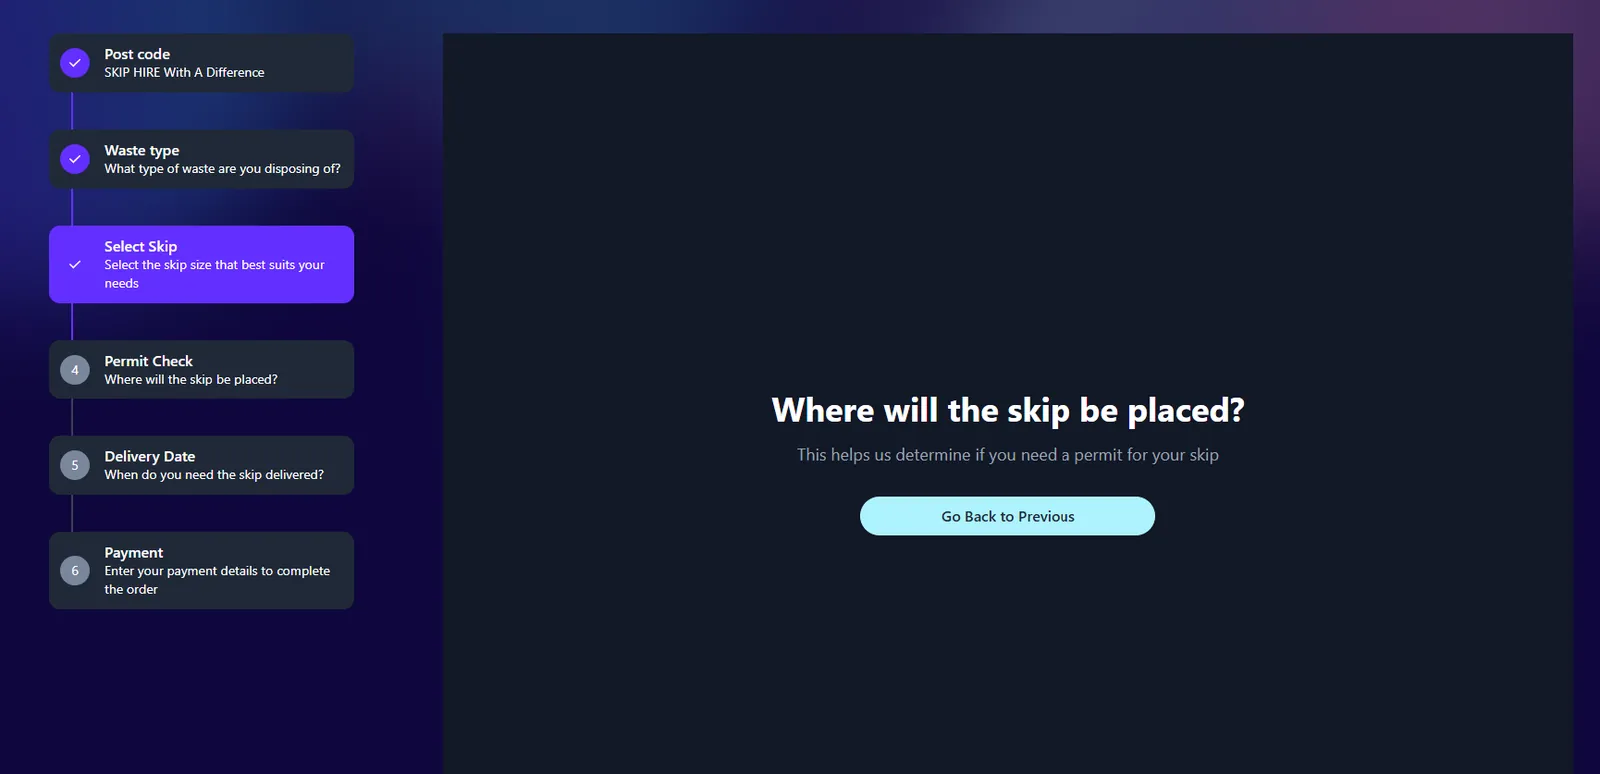 Post code
SKIP HIRE With A Difference
Waste type
What type of waste are you disposing of?
Select Skip
Select the skip size that best suits your
needs
4
Permit Check
Where will the skip be placed?
5
Delivery Date
When do you need the skip delivered?
6
Payment
Enter your payment details to complete
the order
Where will the skip be placed?
This helps us determine if you need a permit for your skip
Go Back to Previous